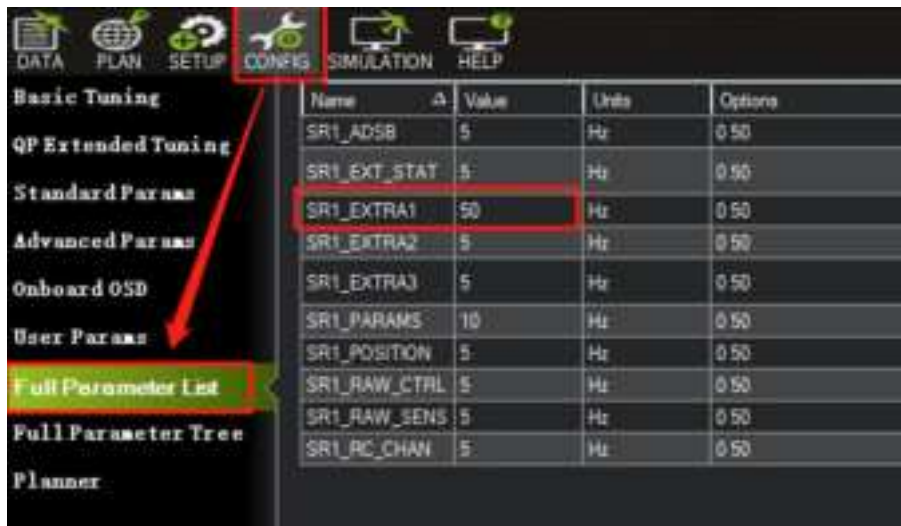 DATA PLAN SETUP CONFIG SIMULATION HELP
Basic Tuning
QP Extended Tuning
Standard Params
Advanced Params
Onboard OSD
User Params
Full Parameter List
Full Parameter Tree
Planner
Name Value Units Options
SR1_ADSB 5 Hz 0 50
SR1_EXT_STAT 5 Hz 0 50
SR1_EXTRA1 50 Hz 0 50
SR1_EXTRA2 5 Hz 0 50
SR1_EXTRA3 5 Hz 0 50
SR1_PARAMS 10 Hz 0 50
SR1_POSITION 5 Hz 0 50
SR1_RAW_CTRL 5 Hz 0 50
SR1_RAW_SENS 5 Hz 0 50
SR1_RC_CHAN 5 Hz 0 50